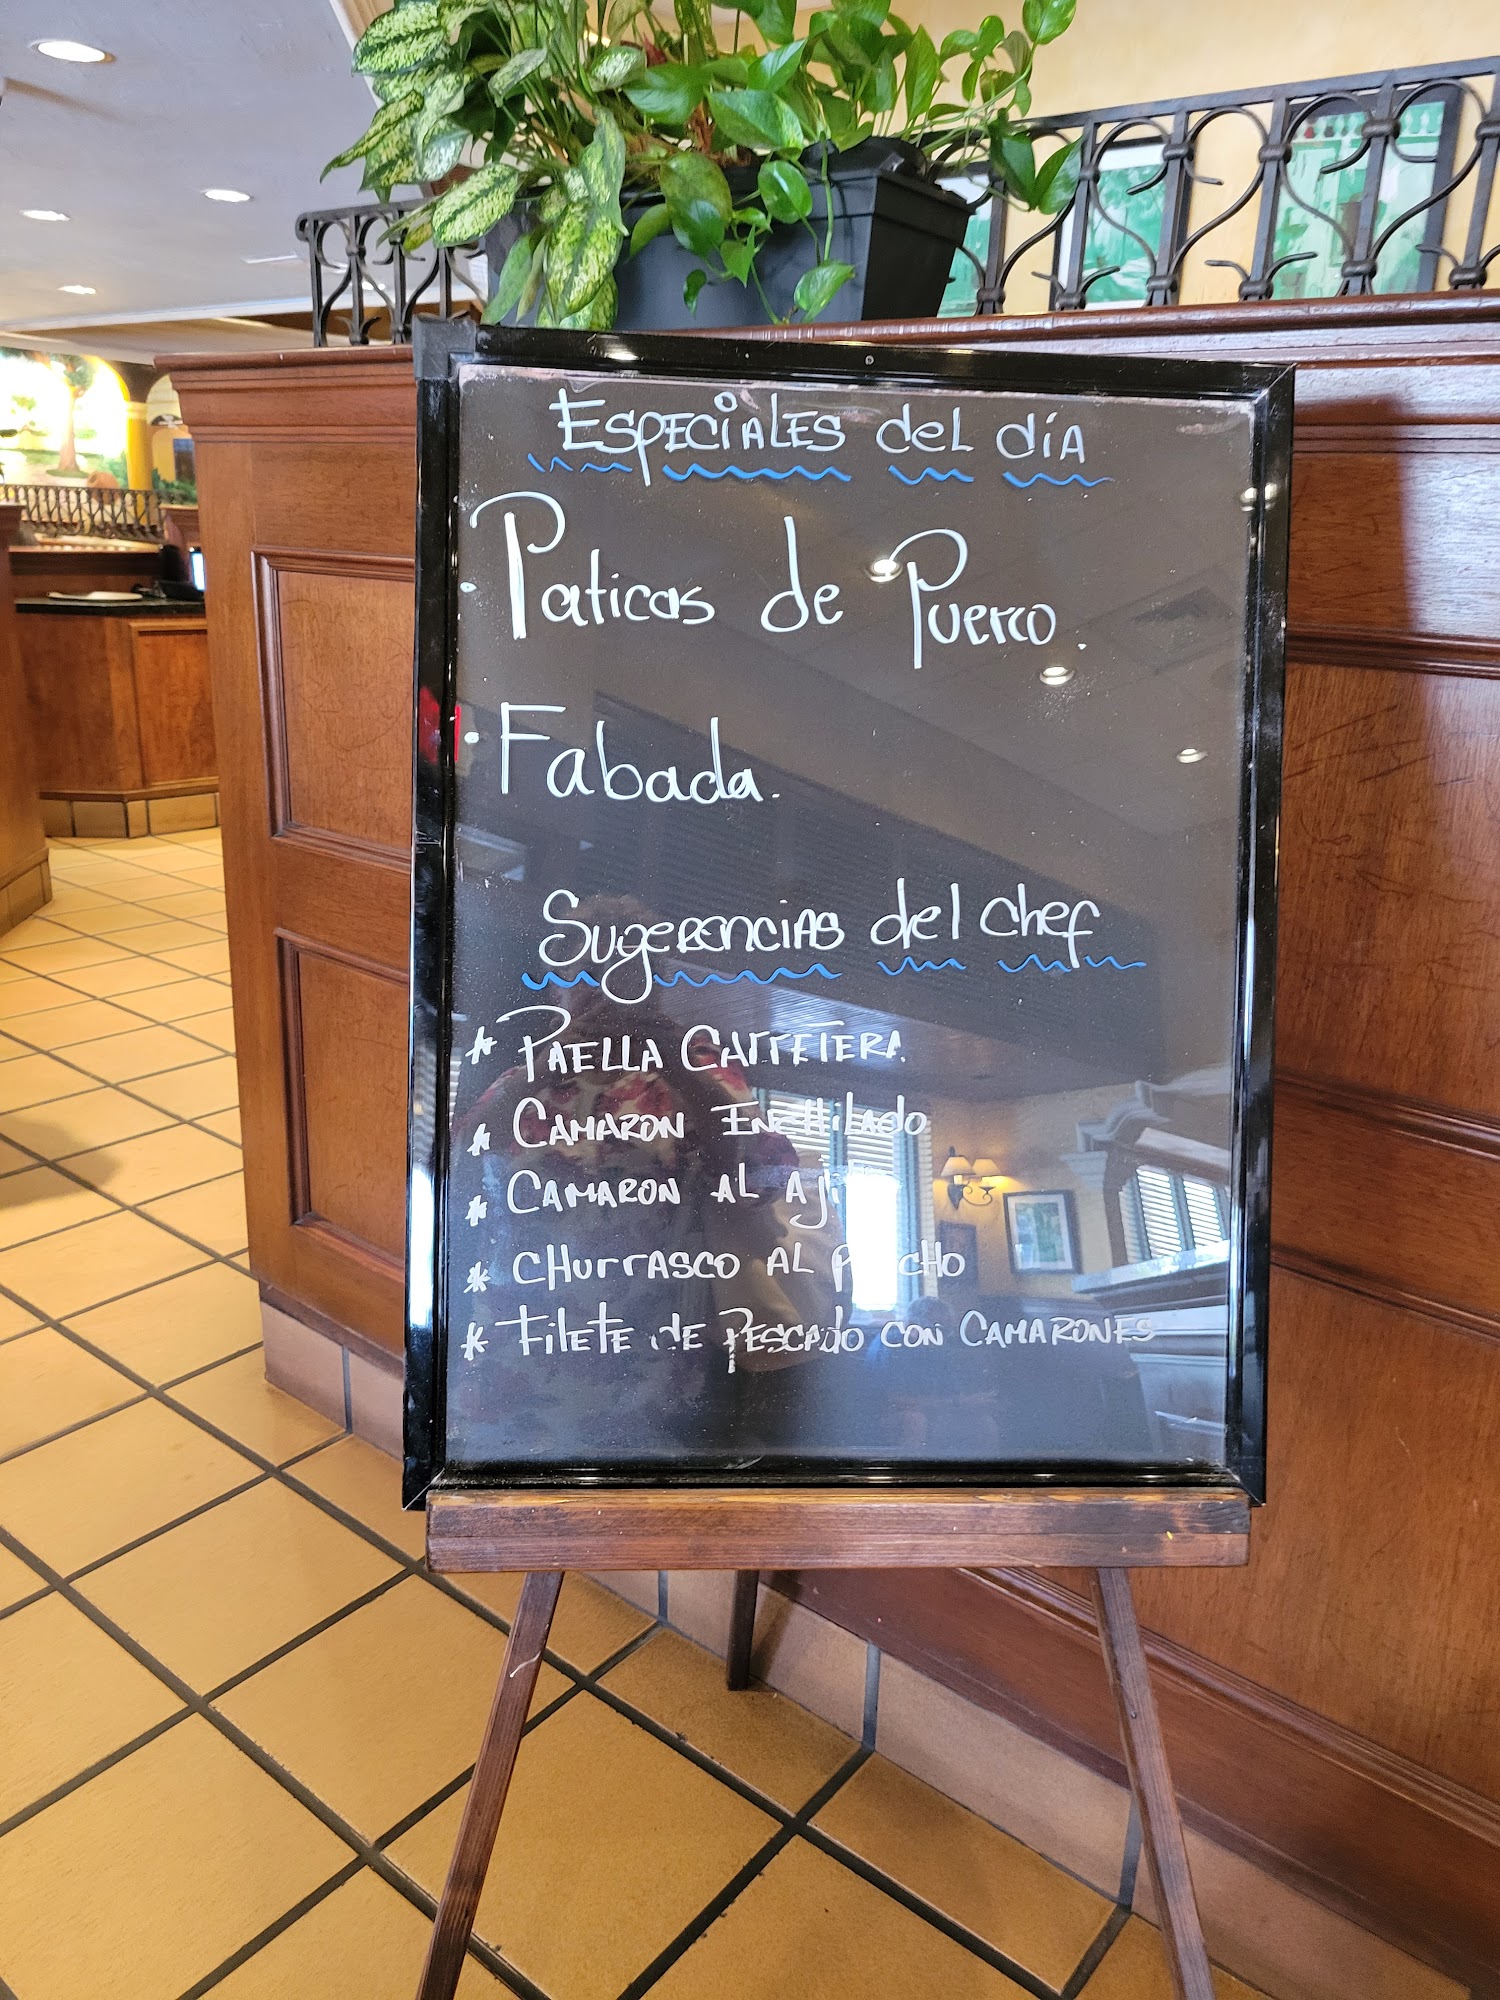 Especiales del día
· Paticas de Puerco.
· Fabada.
Sugerencias del chef
* Paella Carretera
* Camaron Enchilado
* Camaron al
* Churrasco al
* Filete de Pescado con Camarones